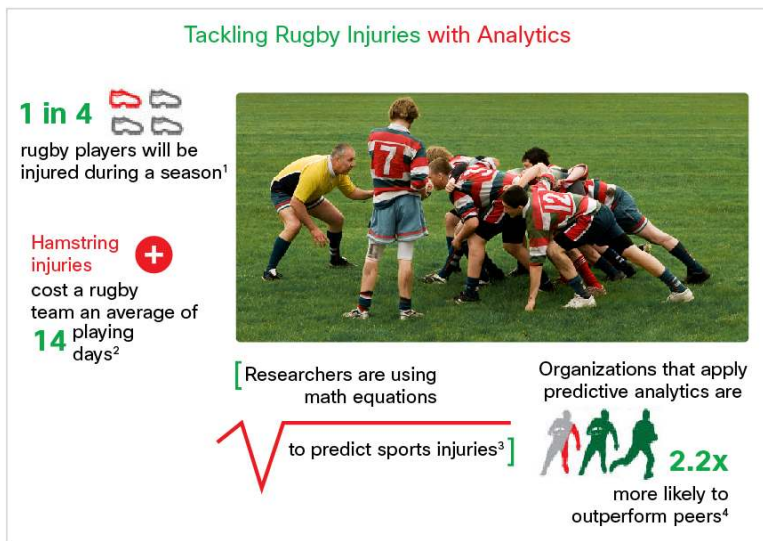 Tackling Rugby Injuries with Analytics
1 in 4
rugby players will be
injured during a season¹
Hamstring
injuries
cost a rugby
team an average of
14 playing
days²
7
12
[Researchers are using
math equations
to predict sports injuries³]
Organizations that apply
predictive analytics are
2.2x
more likely to
outperform peers⁴